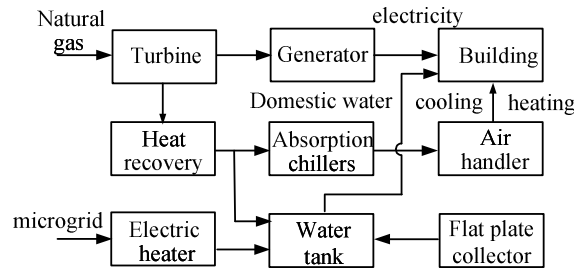 Natural
gas
Turbine
Generator
electricity
Building
Domestic water
cooling
heating
Heat
recovery
Absorption
chillers
Air
handler
microgrid
Electric
heater
Water
tank
Flat plate
collector